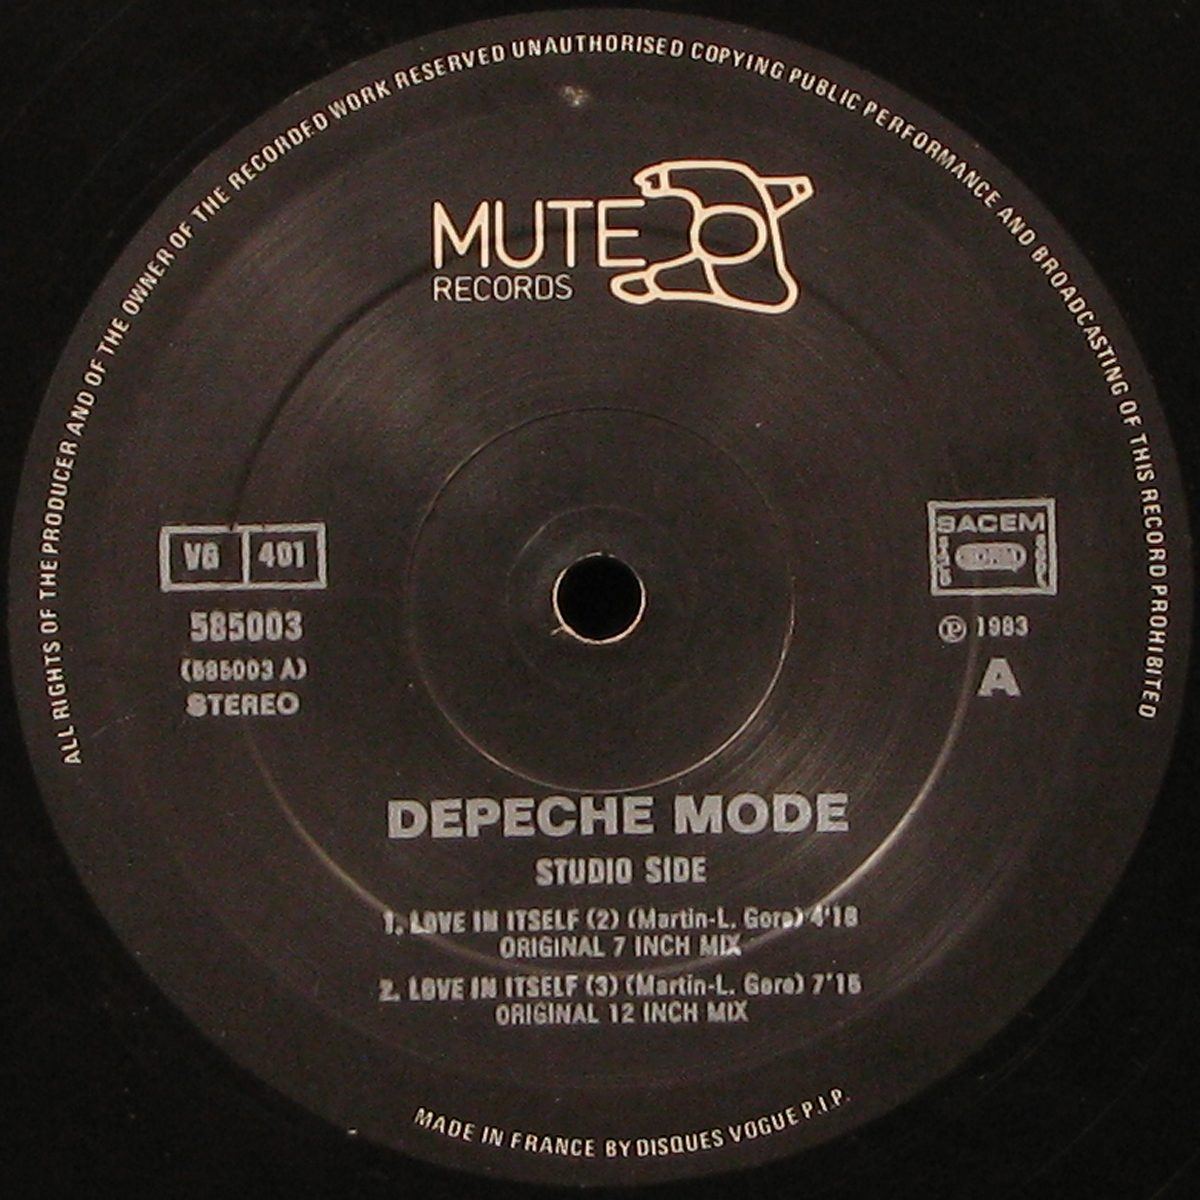 ALL RIGHTS OF THE PRODUCER AND OF THE OWNER OF THE RECORDED WORK RESERVED UNAUTHORISED COPYING PUBLIC PERFORMANCE AND BROADCASTING OF THIS RECORD PROHIBITED
MUTE
RECORDS
VG 401
585003
(585003 A)
STEREO
SACEM
℗ 1983
A
DEPECHE MODE
STUDIO SIDE
1. LOVE IN ITSELF (2) (Martin-L. Gore) 4'18
ORIGINAL 7 INCH MIX
2. LOVE IN ITSELF (3) (Martin-L. Gore) 7'15
ORIGINAL 12 INCH MIX
MADE IN FRANCE BY DISQUES VOGUE P.I.P.